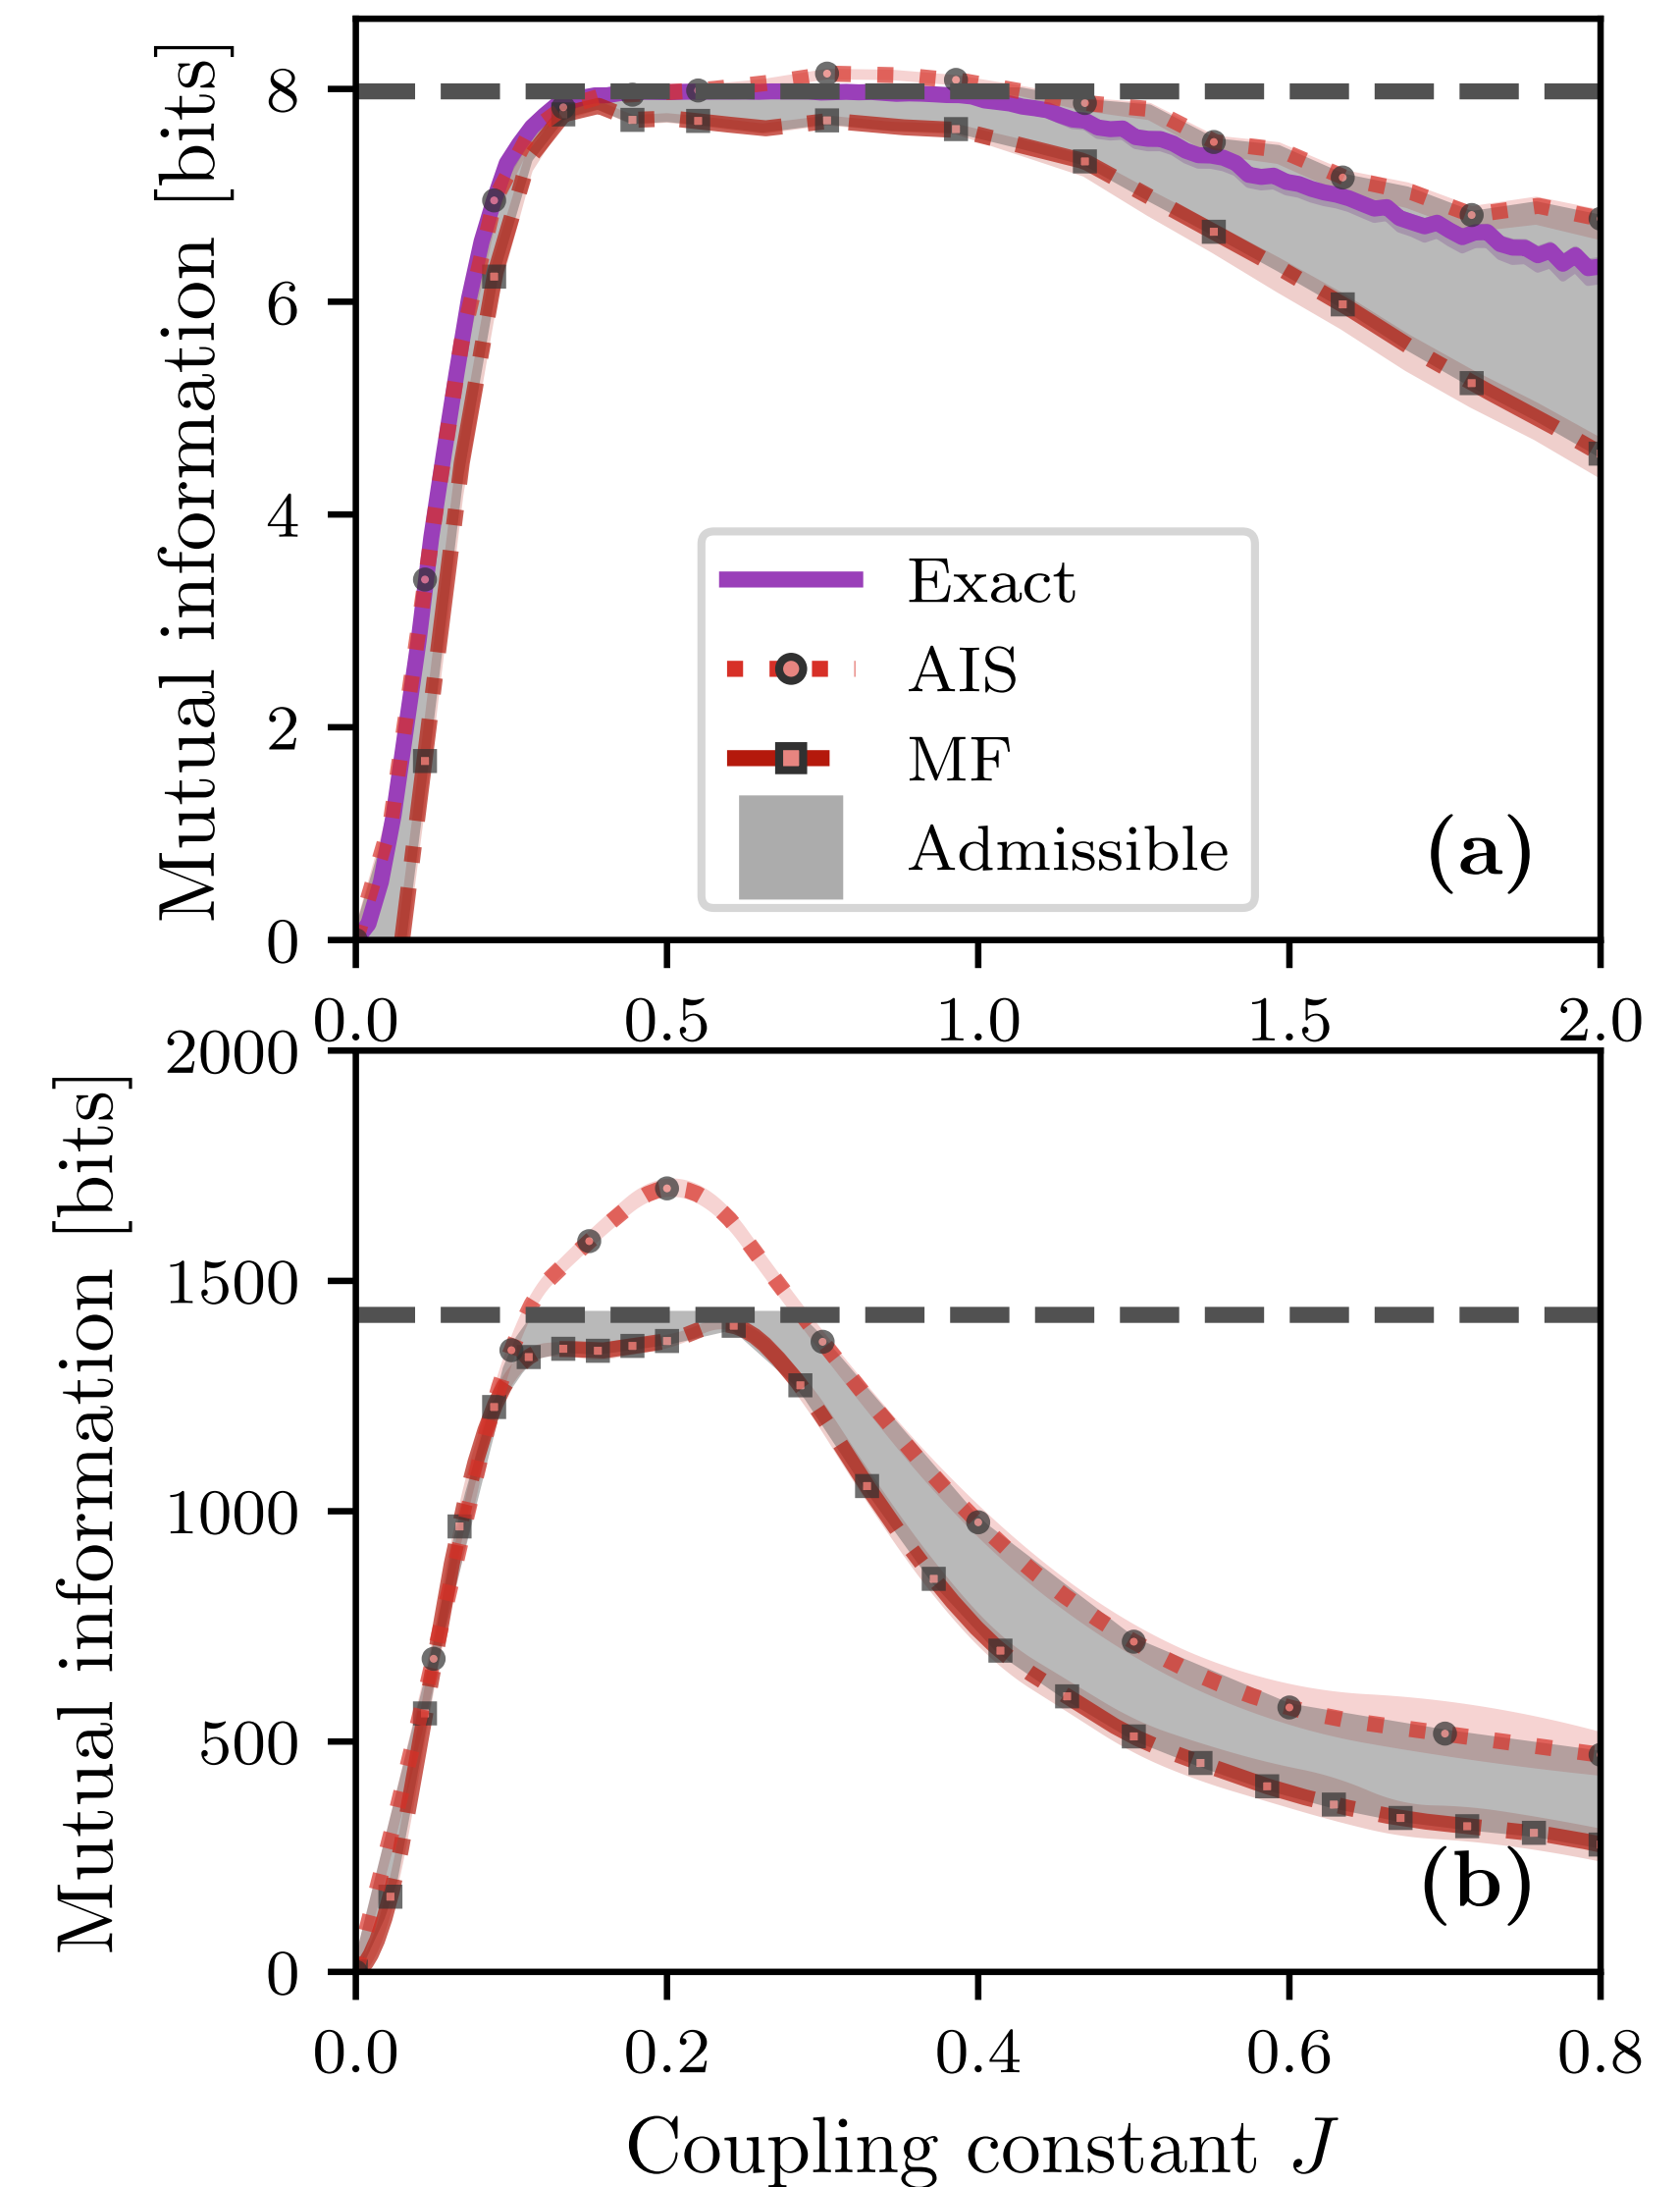 Mutual information [bits]
8
6
4
2
0
Exact
AIS
MF
Admissible
(a)
0.0 0.5 1.0 1.5 2.0
Mutual information [bits]
2000
1500
1000
500
0
(b)
0.0 0.2 0.4 0.6 0.8
Coupling constant J